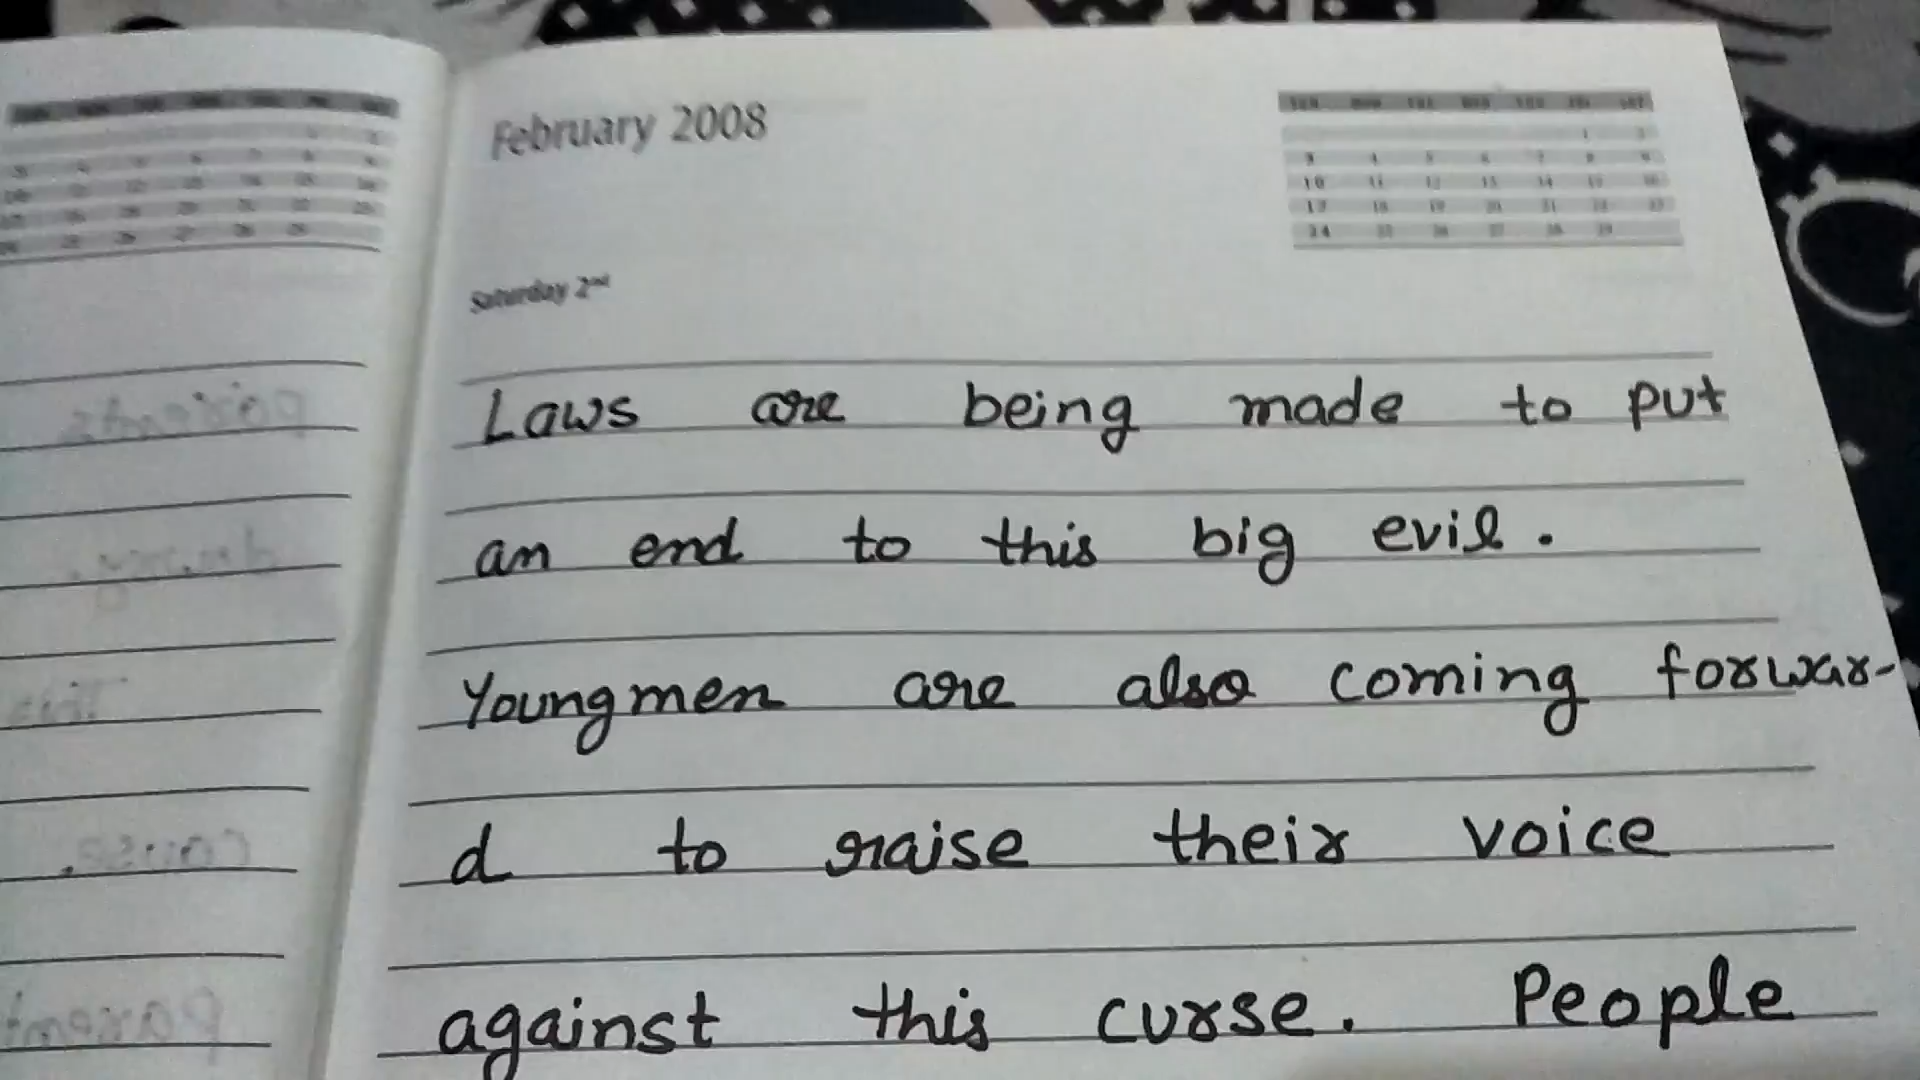 February 2008
Saturday 2nd
Laws are being made to put
an end to this big evil.
Youngmen are also coming forwar-
d to raise their voice
against this curse. People